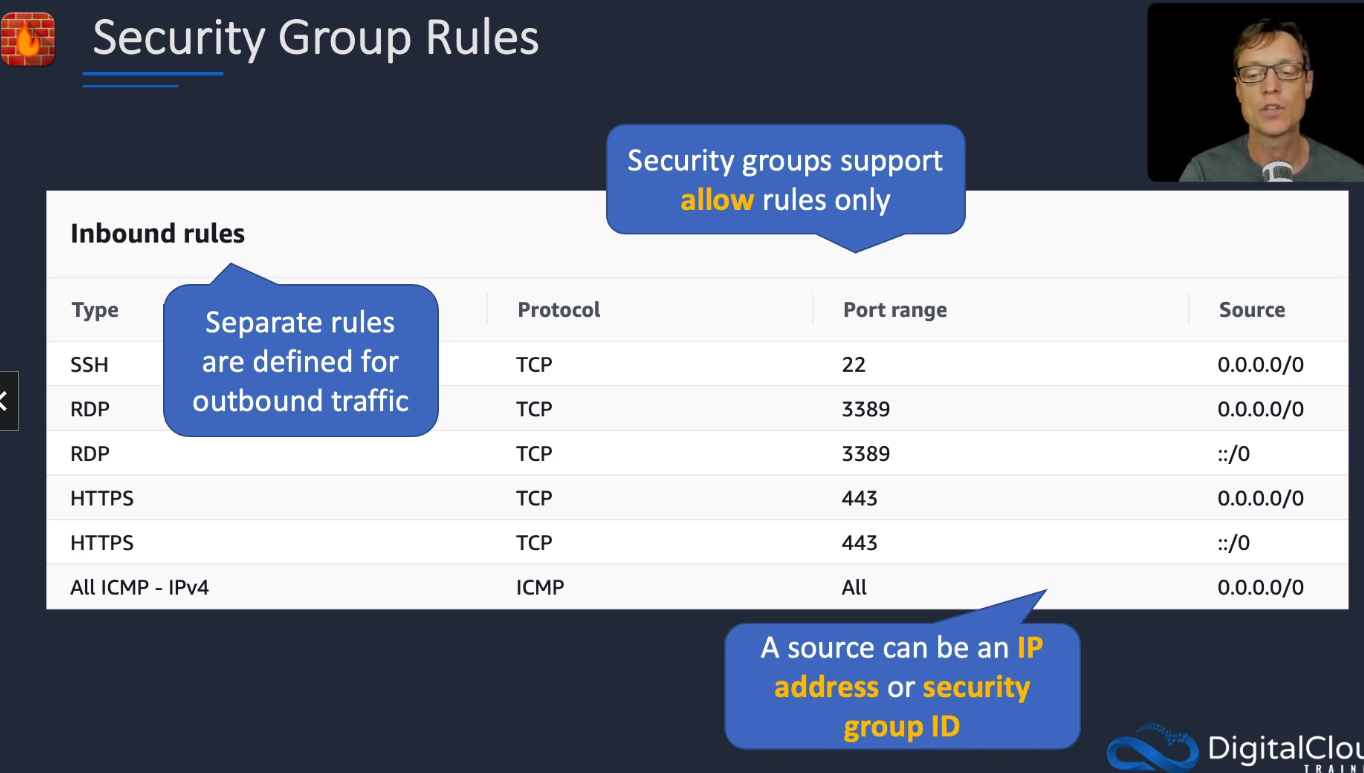 Security Group Rules
Security groups support
allow rules only
Inbound rules
Separate rules
are defined for
outbound traffic
Type Protocol Port range Source
SSH TCP 22 0.0.0.0/0
RDP TCP 3389 0.0.0.0/0
RDP TCP 3389 ::/0
HTTPS TCP 443 0.0.0.0/0
HTTPS TCP 443 ::/0
All ICMP - IPv4 ICMP All 0.0.0.0/0
A source can be an IP
address or security
group ID
DigitalClou
TRAIN